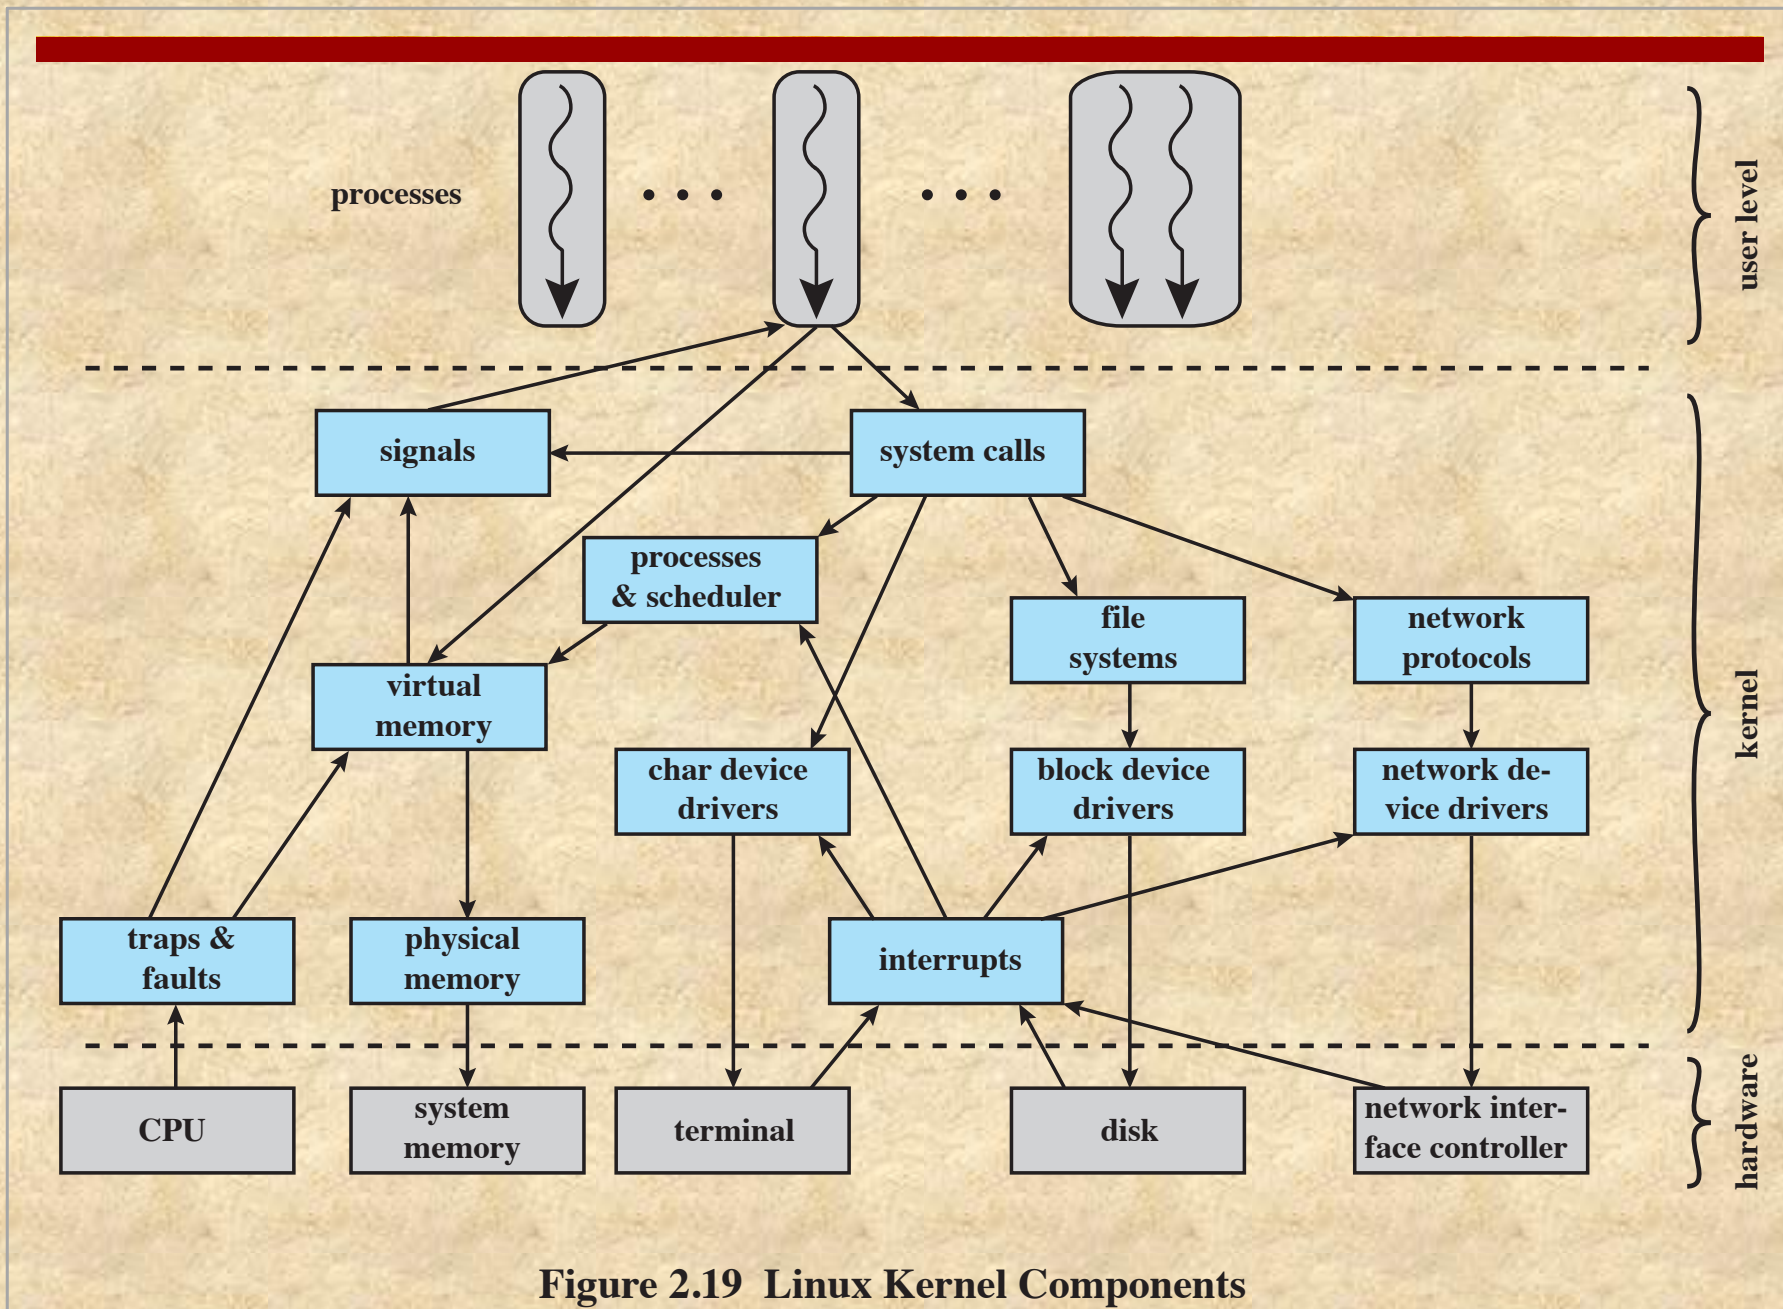 processes
user level
signals
system calls
processes
& scheduler
file
systems
network
protocols
virtual
memory
kernel
char device
drivers
block device
drivers
network de-
vice drivers
traps &
faults
physical
memory
interrupts
CPU
system
memory
terminal
disk
network inter-
face controller
hardware
Figure 2.19 Linux Kernel Components